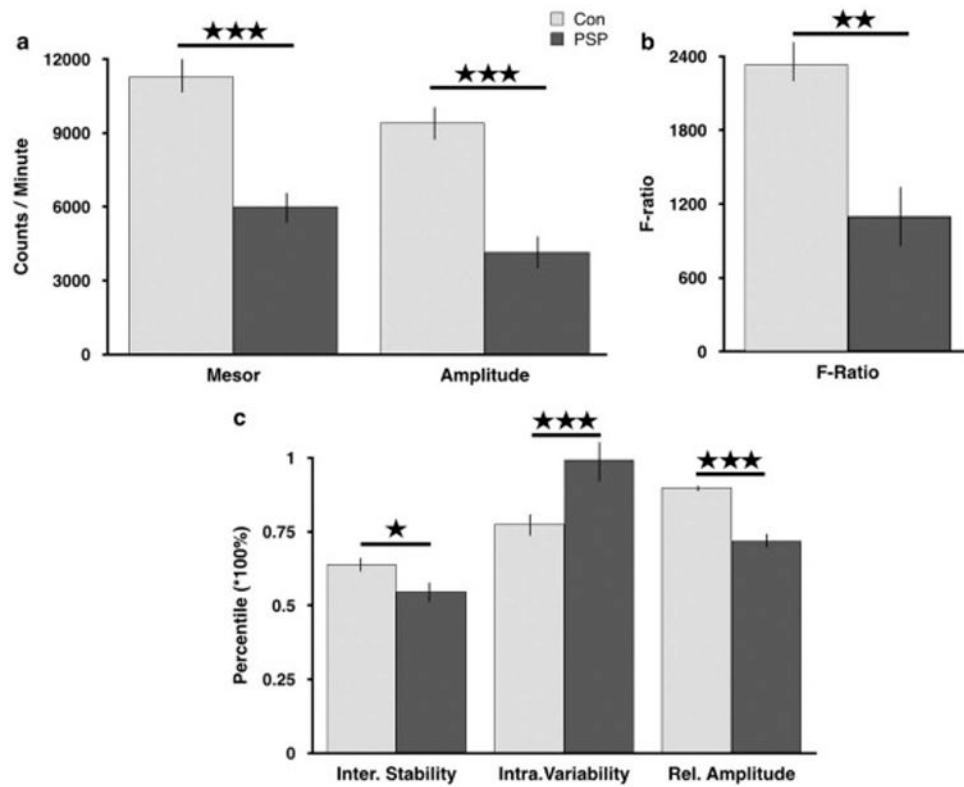 Con
PSP
a
★★★
★★★
12000
9000
6000
3000
0
Counts / Minute
Mesor
Amplitude
b
★★
2400
1800
1200
600
0
F-ratio
F-Ratio
c
★★★
★★★
★
1
0.75
0.5
0.25
0
Percentile (*100%)
Inter. Stability
Intra.Variability
Rel. Amplitude